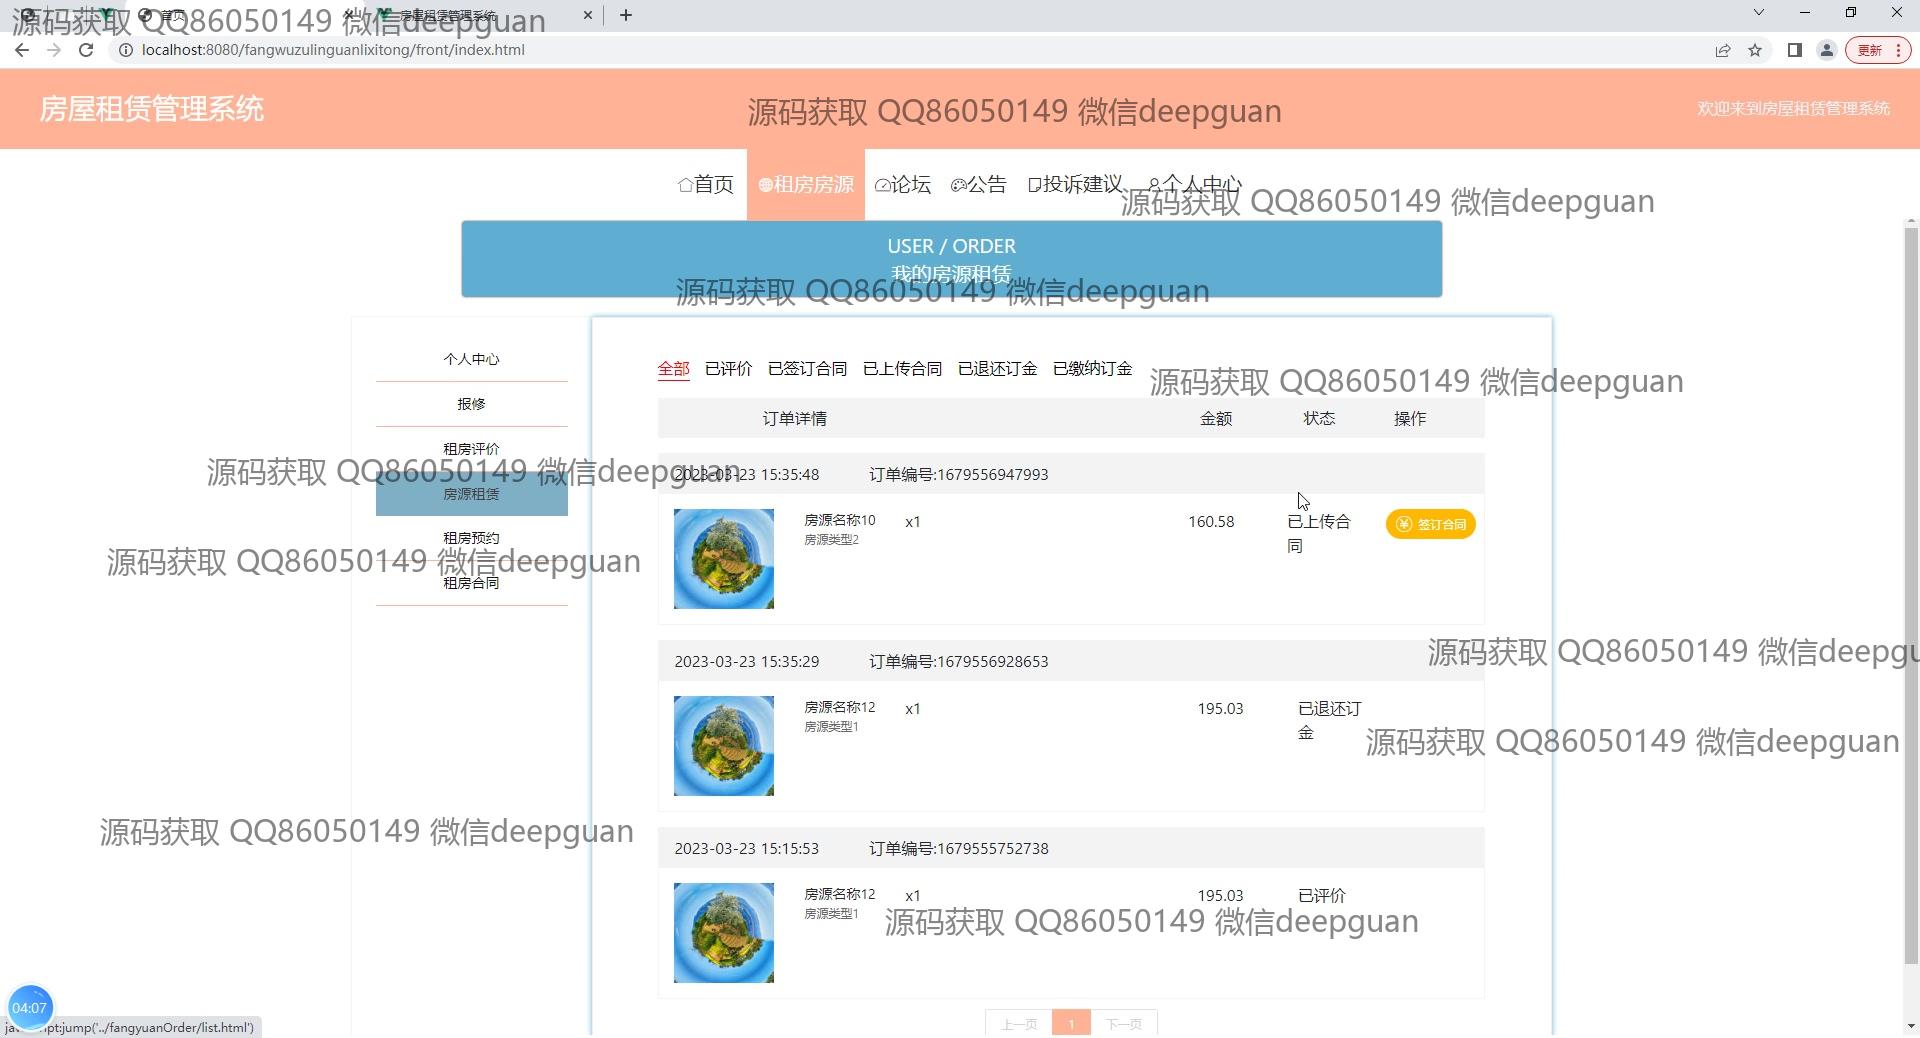 首页
房屋租赁管理系统
源码获取 QQ86050149 微信deepguan
localhost:8080/fangwuzulinguanlixitong/front/index.html
更新
房屋租赁管理系统
源码获取 QQ86050149 微信deepguan
欢迎来到房屋租赁管理系统
首页 租房房源 论坛 公告 投诉建议 个人中心
源码获取 QQ86050149 微信deepguan
USER / ORDER
我的房源租赁
源码获取 QQ86050149 微信deepguan
个人中心
报修
租房评价
房源租赁
租房预约
租房合同
源码获取 QQ86050149 微信deepguan
源码获取 QQ86050149 微信deepguan
全部 已评价 已签订合同 已上传合同 已退还订金 已缴纳订金
源码获取 QQ86050149 微信deepguan
订单详情 金额 状态 操作
2023-03-23 15:35:48 订单编号:1679556947993
房源名称10 x1 160.58 已上传合同 签订合同
房源类型2
2023-03-23 15:35:29 订单编号:1679556928653
源码获取 QQ86050149 微信deepgu
房源名称12 x1 195.03 已退还订金
房源类型1
源码获取 QQ86050149 微信deepguan
源码获取 QQ86050149 微信deepguan
2023-03-23 15:15:53 订单编号:1679555752738
房源名称12 x1 195.03 已评价
房源类型1
源码获取 QQ86050149 微信deepguan
上一页 1 下一页
04:07
pt:jump('../fangyuanOrder/list.html')